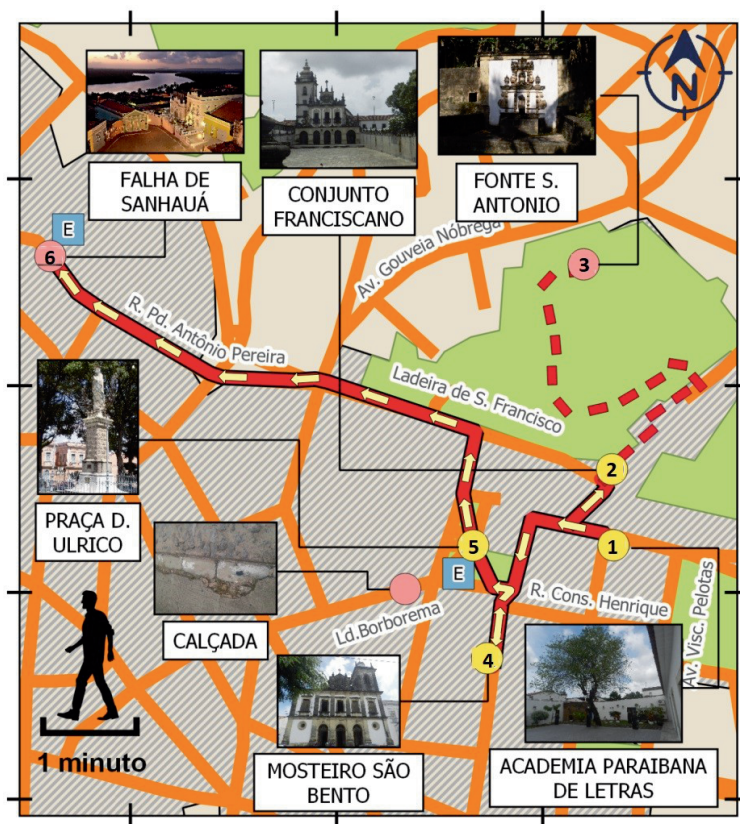 N
FALHA DE
SANHAUÁ
CONJUNTO
FRANCISCANO
FONTE S.
ANTONIO
E
6
3
Av. Gouveia Nóbrega
R. Pd. Antônio Pereira
Ladeira de S. Francisco
2
PRAÇA D.
ULRICO
5
1
E
CALÇADA
Ld.Borborema
R. Cons. Henrique
Av. Visc. Pelotas
4
1 minuto
MOSTEIRO SÃO
BENTO
ACADEMIA PARAIBANA
DE LETRAS